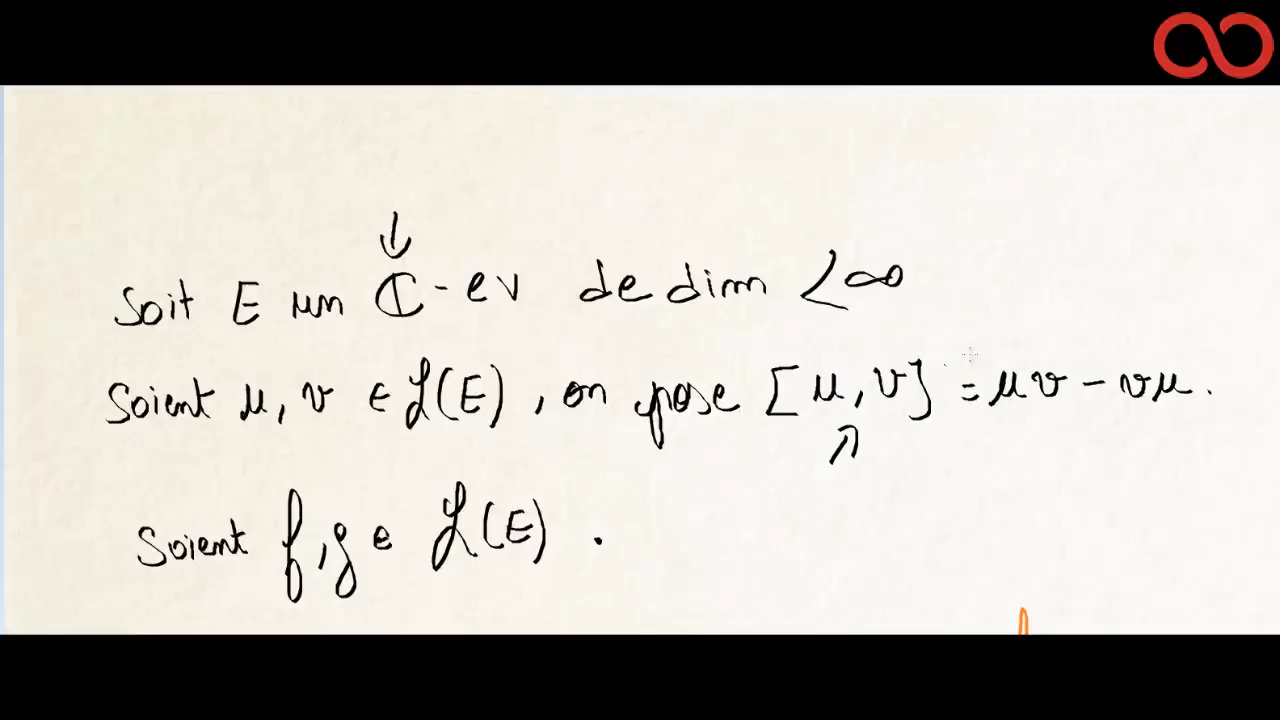 Soit E un ℂ-ev de dim < ∞
Soient u, v ∈ ℒ(E), on pose [u, v] = uv - vu.
Soient f, g ∈ ℒ(E).